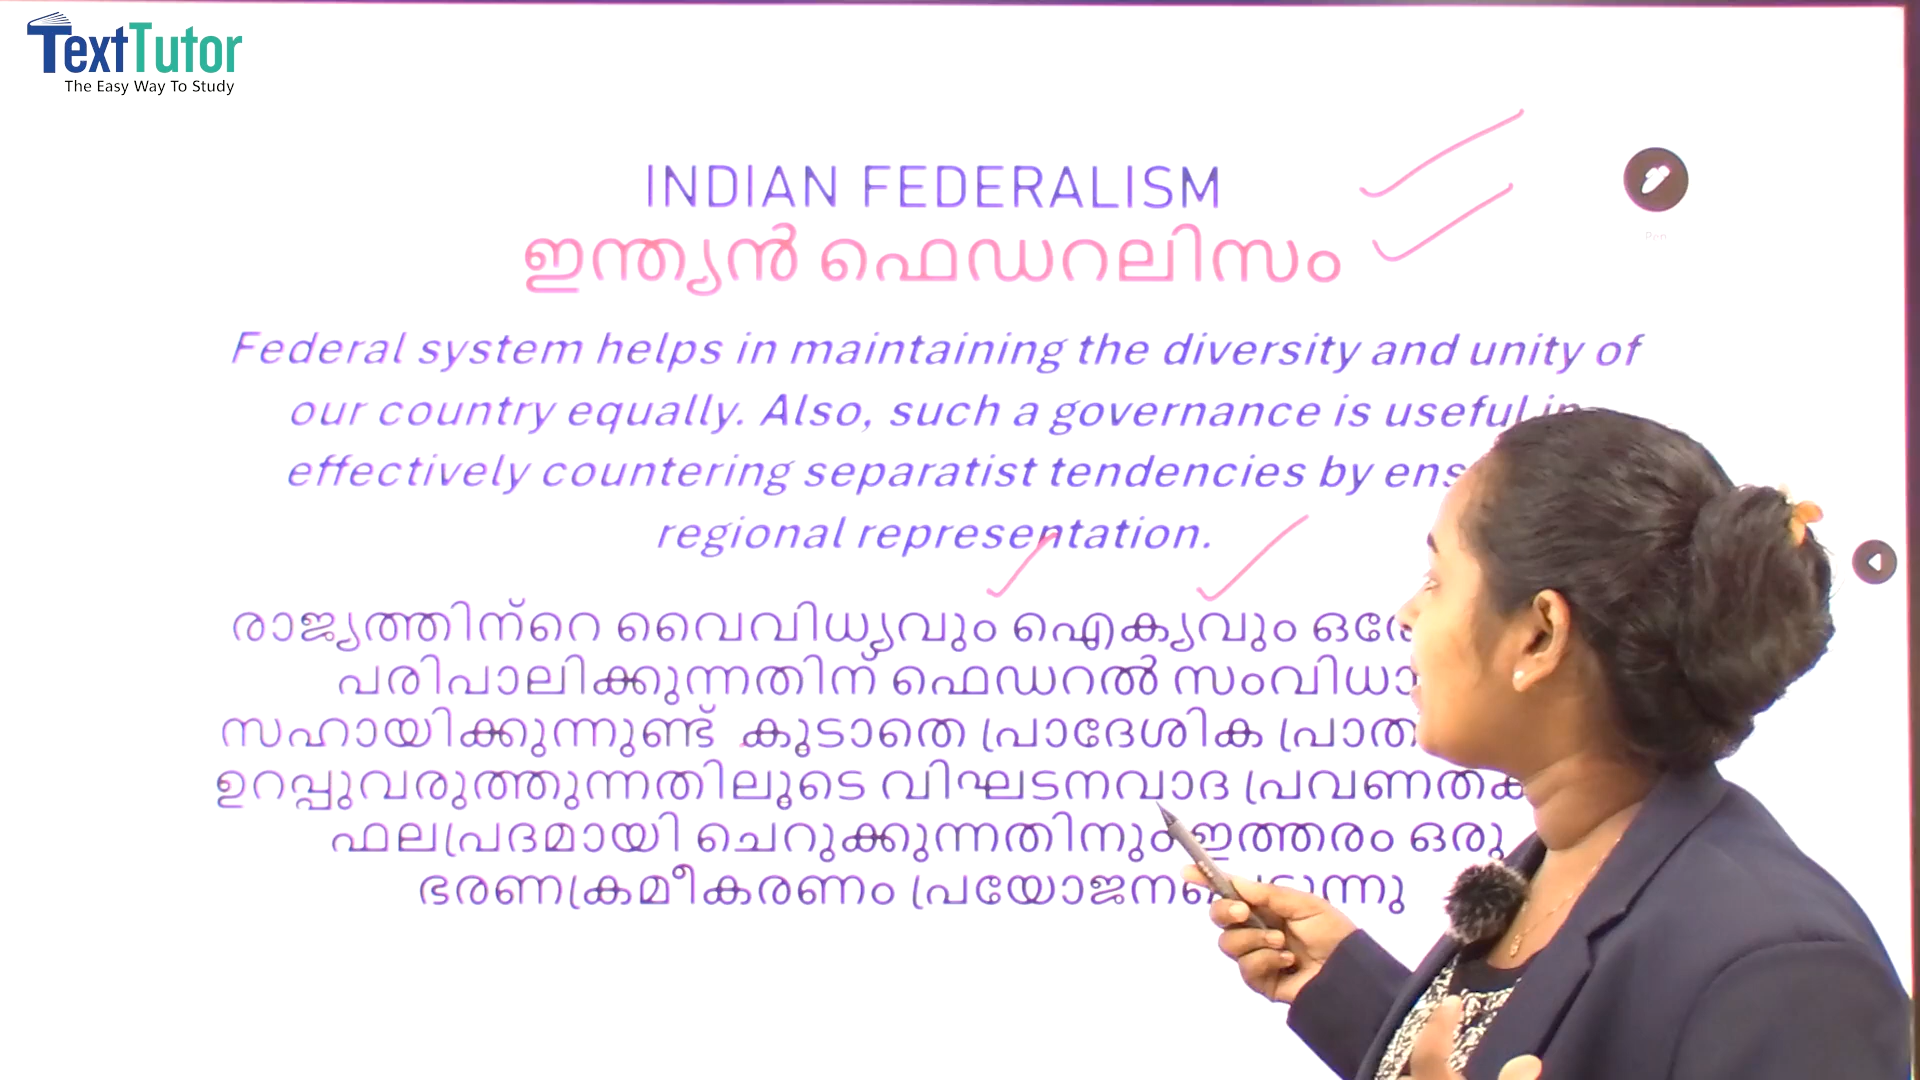 TextTutor
The Easy Way To Study
INDIAN FEDERALISM
ഇന്ത്യൻ ഫെഡറലിസം
Federal system helps in maintaining the diversity and unity of
our country equally. Also, such a governance is useful in
effectively countering separatist tendencies by
regional representation.
രാജ്യത്തിന്റെ വൈവിധ്യവും ഐക്യവും
പരിപാലിക്കുന്നതിന് ഫെഡറൽ
സഹായിക്കുന്നുണ്ട് കൂടാതെ പ്രാദേശിക
ഉറപ്പുവരുത്തുന്നതിലൂടെ വിഘടനവാദ
ഫലപ്രദമായി ചെറുക്കുന്നതിനും ഇത്തരം ഒരു
ഭരണക്രമീകരണം
Pen